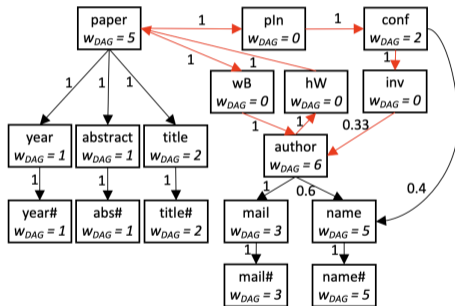 paper
w_DAG = 5
1
pIn
w_DAG = 0
1
conf
w_DAG = 2
1
1
1
wB
w_DAG = 0
hW
w_DAG = 0
inv
w_DAG = 0
1
1
1
1
1
0.33
year
w_DAG = 1
abstract
w_DAG = 1
title
w_DAG = 2
author
w_DAG = 6
1
1
1
1
0.6
0.4
year#
w_DAG = 1
abs#
w_DAG = 1
title#
w_DAG = 2
mail
w_DAG = 3
name
w_DAG = 5
1
1
mail#
w_DAG = 3
name#
w_DAG = 5